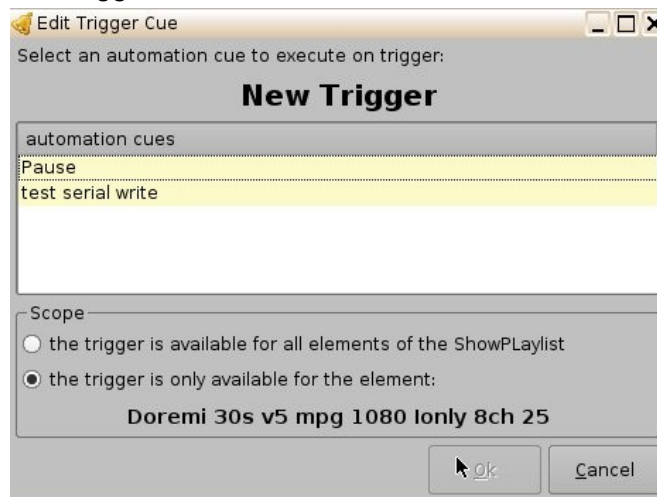 Edit Trigger Cue
Select an automation cue to execute on trigger:
New Trigger
automation cues
Pause
test serial write
Scope
the trigger is available for all elements of the ShowPLaylist
the trigger is only available for the element:
Doremi 30s v5 mpg 1080 Ionly 8ch 25
Ok
Cancel